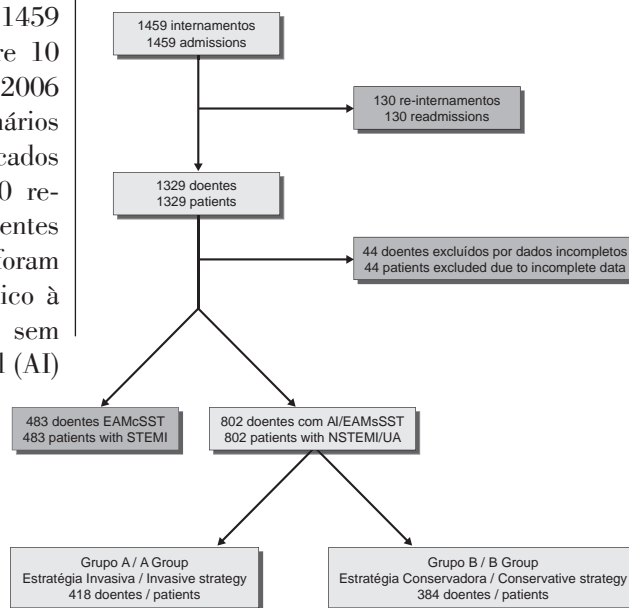 1459
re 10
2006
nários
cados
0 re-
entes
foram
ico à
sem
l (AI)
1459 internamentos
1459 admissions
130 re-internamentos
130 readmissions
1329 doentes
1329 patients
44 doentes excluídos por dados incompletos
44 patients excluded due to incomplete data
483 doentes EAMcSST
483 patients with STEMI
802 doentes com AI/EAMsSST
802 patients with NSTEMI/UA
Grupo A / A Group
Estratégia Invasiva / Invasive strategy
418 doentes / patients
Grupo B / B Group
Estratégia Conservadora / Conservative strategy
384 doentes / patients